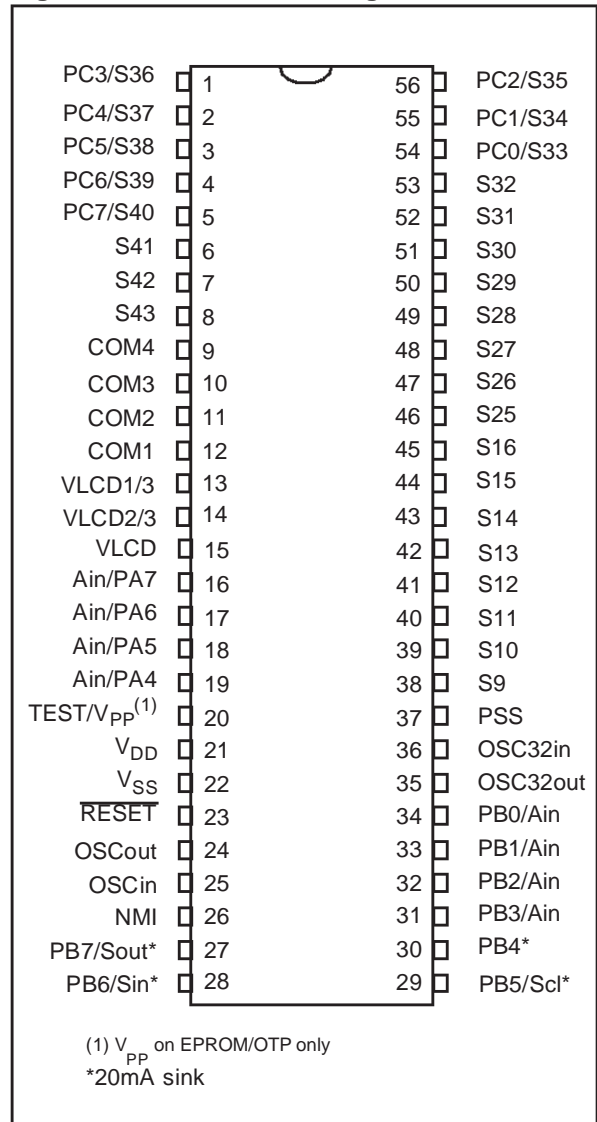 PC3/S36 1 56 PC2/S35
PC4/S37 2 55 PC1/S34
PC5/S38 3 54 PC0/S33
PC6/S39 4 53 S32
PC7/S40 5 52 S31
S41 6 51 S30
S42 7 50 S29
S43 8 49 S28
COM4 9 48 S27
COM3 10 47 S26
COM2 11 46 S25
COM1 12 45 S16
VLCD1/3 13 44 S15
VLCD2/3 14 43 S14
VLCD 15 42 S13
Ain/PA7 16 41 S12
Ain/PA6 17 40 S11
Ain/PA5 18 39 S10
Ain/PA4 19 38 S9
TEST/VPP(1) 20 37 PSS
VDD 21 36 OSC32in
VSS 22 35 OSC32out
RESET 23 34 PB0/Ain
OSCout 24 33 PB1/Ain
OSCin 25 32 PB2/Ain
NMI 26 31 PB3/Ain
PB7/Sout* 27 30 PB4*
PB6/Sin* 28 29 PB5/Scl*
(1) VPP on EPROM/OTP only
*20mA sink